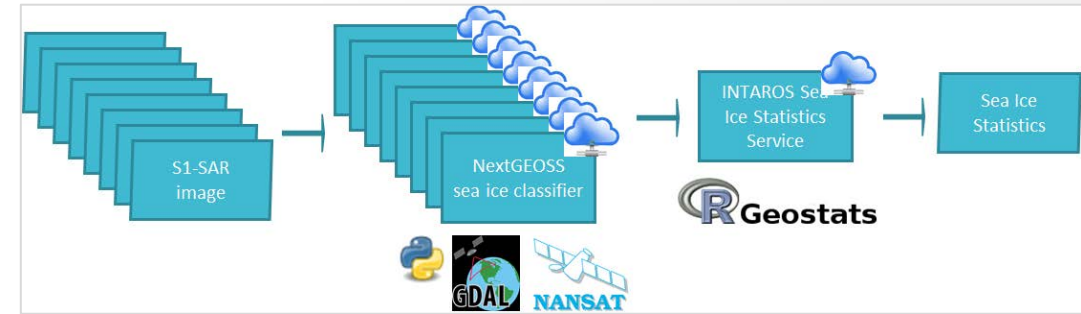 S1-SAR
image
NextGEOSS
sea ice classifier
INTAROS Sea
Ice Statistics
Service
Sea Ice
Statistics
GDAL
NANSAT
R Geostats